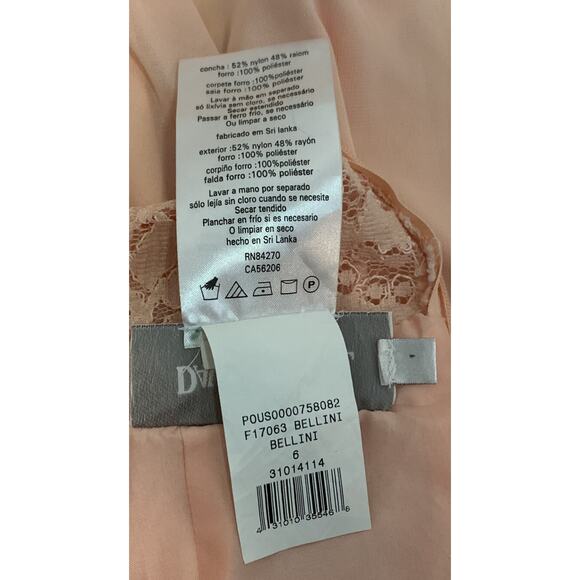 concha : 52% nylon 48% raiom
forro : 100% poliéster
corpete forro : 100%poliéster
saia forro : 100% poliéster
Lavar à mão em separado
só lixívia sem cloro, se necessário
Secar estendido
Passar a ferro frio, se necessário
Ou limpar a seco
fabricado em Sri lanka
exterior : 52% nylon 48% rayón
forro : 100% poliéster
corpiño forro : 100% poliéster
falda forro : 100% poliéster
Lavar a mano por separado
sólo lejía sin cloro cuando se necesite
Secar tendido
Planchar en frío si es necesario
O limpiar en seco
hecho en Sri Lanka
RN84270
CA56206
P
POUS0000758082
F17063 BELLINI
BELLINI
6
31014114
4 31010 35546 6